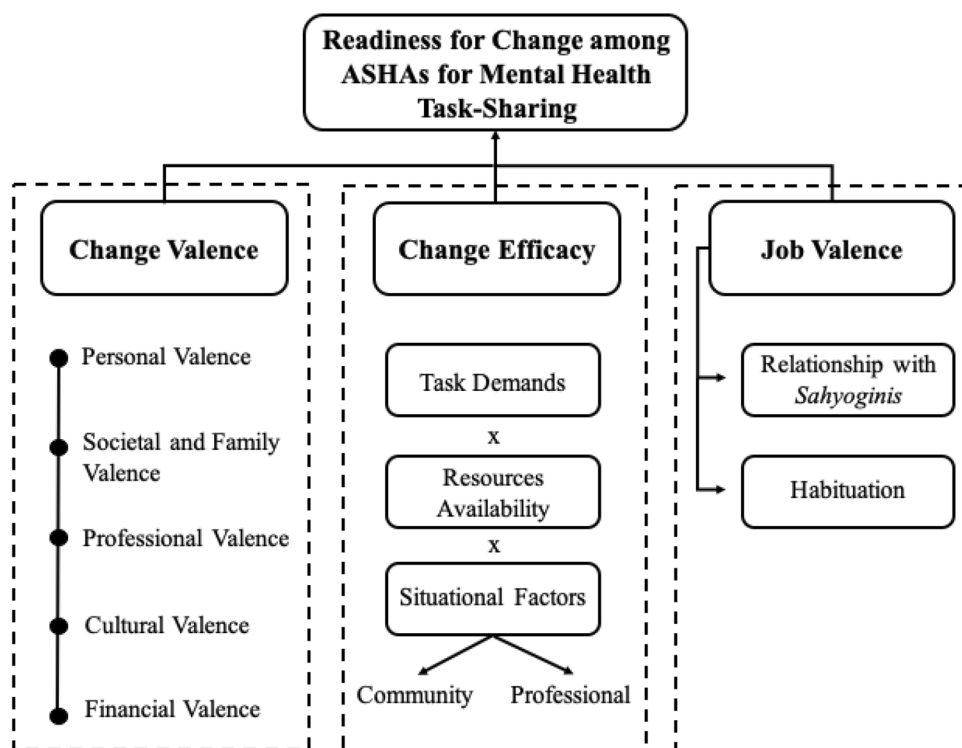 Readiness for Change among
ASHAs for Mental Health
Task-Sharing
Change Valence
Personal Valence
Societal and Family
Valence
Professional Valence
Cultural Valence
Financial Valence
Change Efficacy
Task Demands
x
Resources
Availability
x
Situational Factors
Community
Professional
Job Valence
Relationship with
Sahyoginis
Habituation